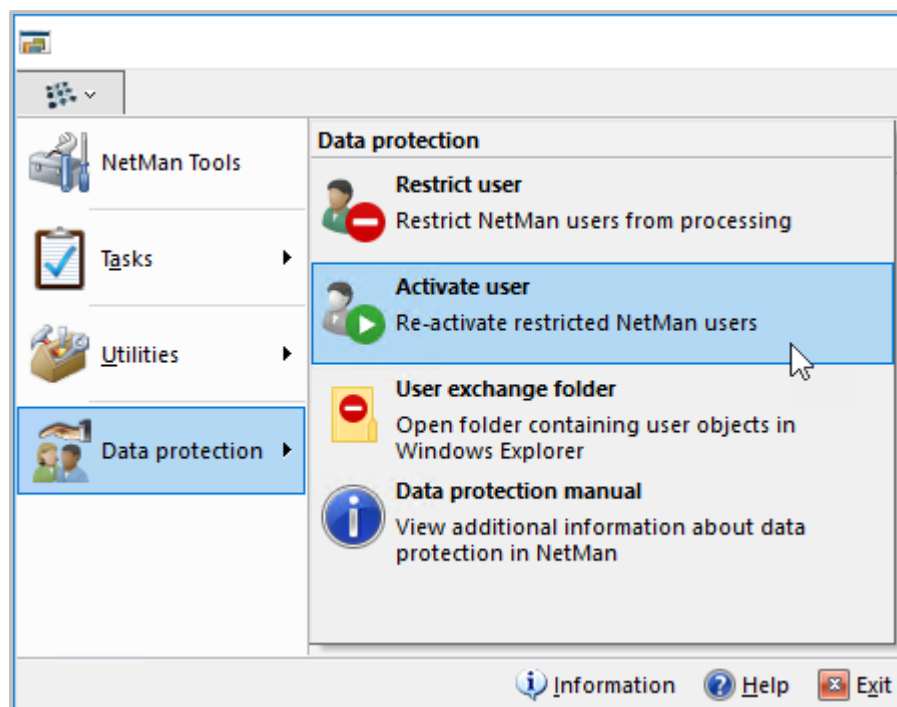 NetMan Tools
Tasks
Utilities
Data protection
Data protection
Restrict user
Restrict NetMan users from processing
Activate user
Re-activate restricted NetMan users
User exchange folder
Open folder containing user objects in
Windows Explorer
Data protection manual
View additional information about data
protection in NetMan
Information
Help
Exit